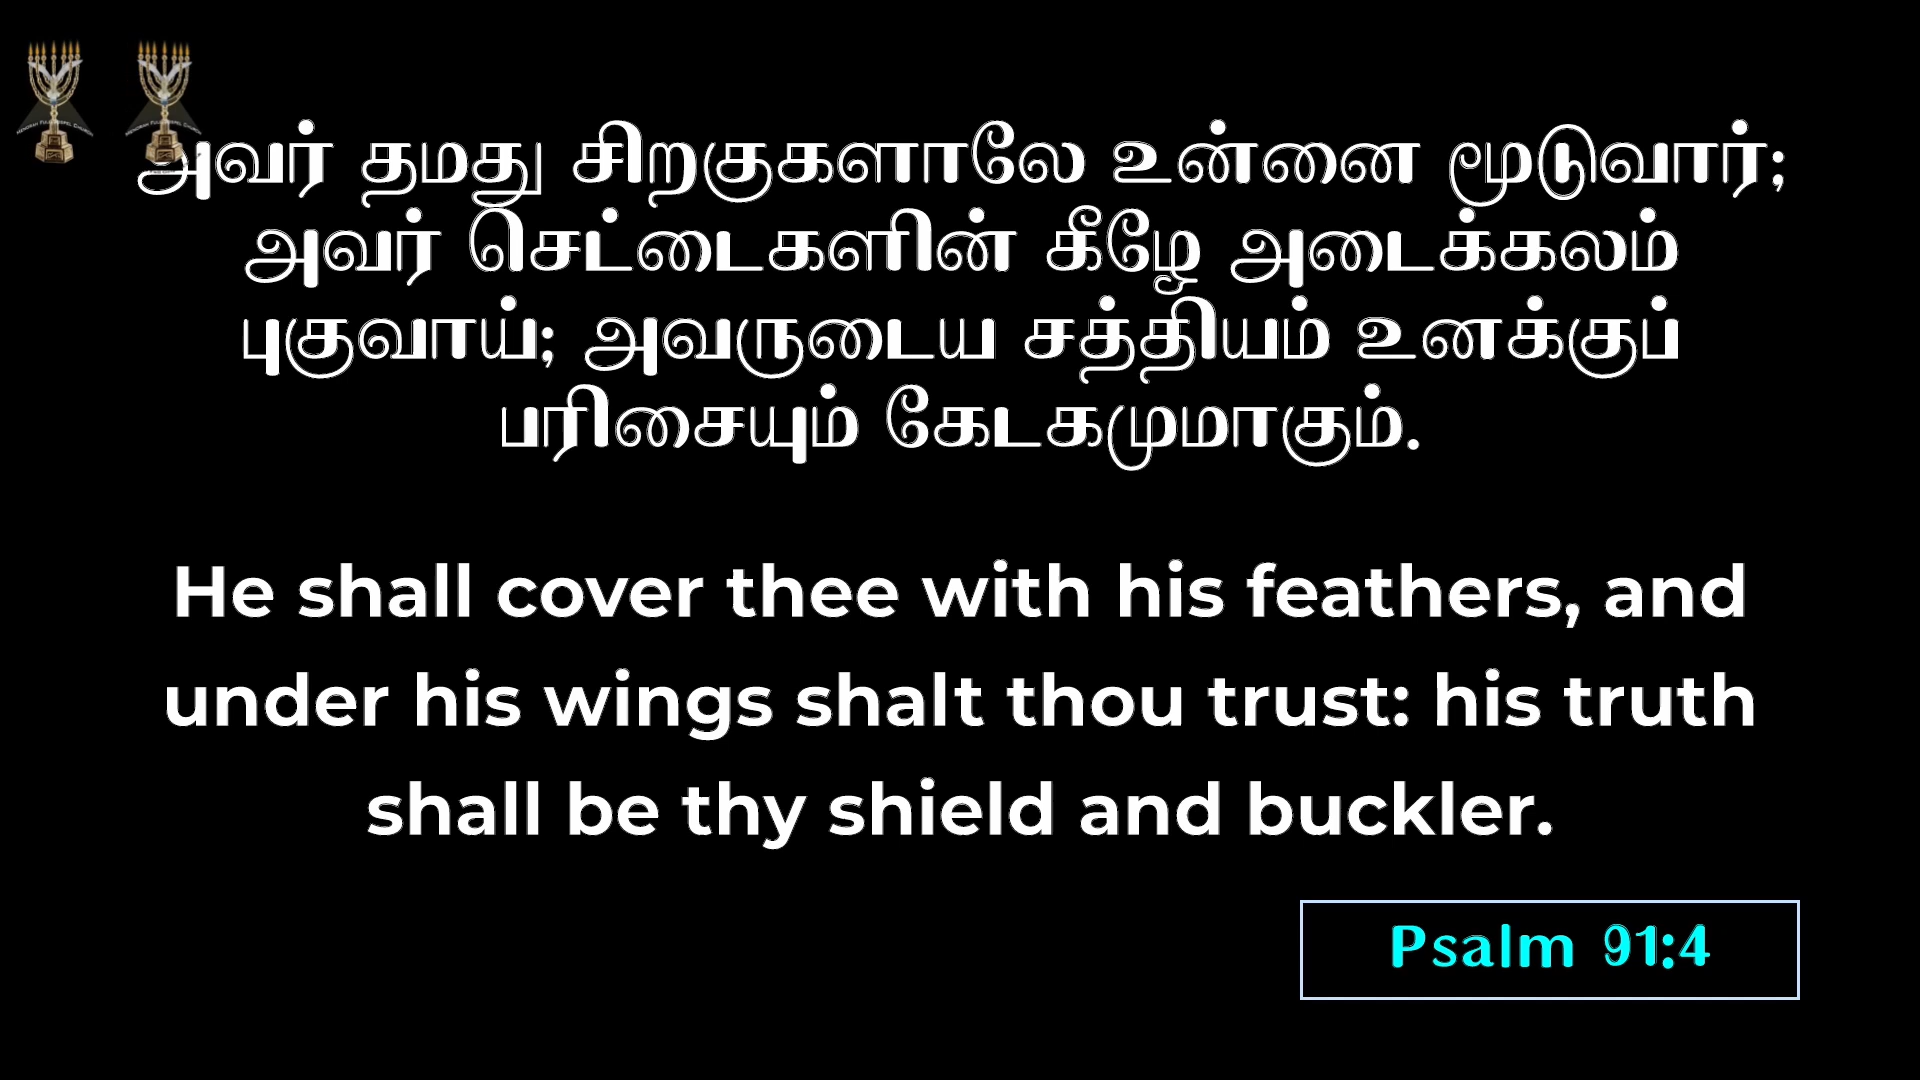 அவர் தமது சிறகுகளாலே உன்னை மூடுவார்;
அவர் செட்டைகளின் கீழே அடைக்கலம்
புகுவாய்; அவருடைய சத்தியம் உனக்குப்
பரிசையும் கேடகமுமாகும்.
He shall cover thee with his feathers, and
under his wings shalt thou trust: his truth
shall be thy shield and buckler.
Psalm 91:4